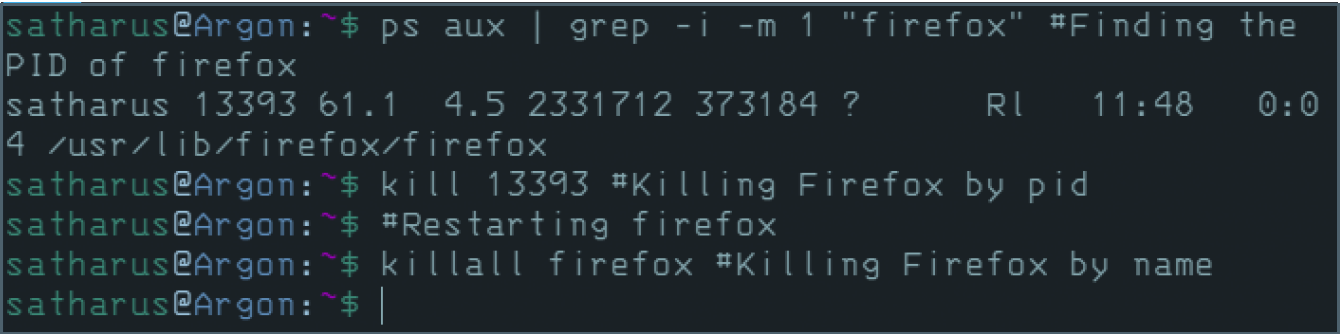 satharus@Argon:~$ ps aux | grep -i -m 1 "firefox" #Finding the
PID of firefox
satharus 13393 61.1  4.5 2331712 373184 ?      Rl   11:48   0:0
4 /usr/lib/firefox/firefox
satharus@Argon:~$ kill 13393 #Killing Firefox by pid
satharus@Argon:~$ #Restarting firefox
satharus@Argon:~$ killall firefox #Killing Firefox by name
satharus@Argon:~$